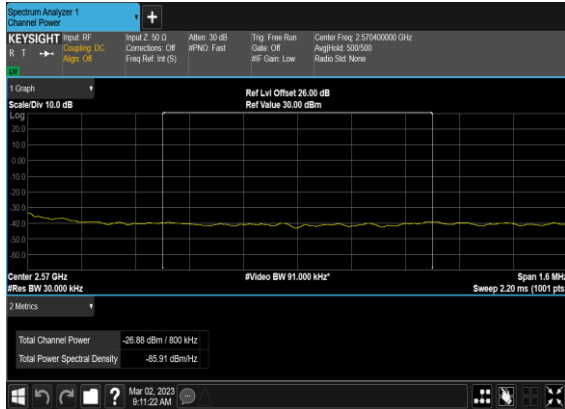 Spectrum Analyzer 1
Channel Power
+
KEYSIGHT Input: RF Input Z: 50 Ω Atten: 30 dB Trig: Free Run Center Freq: 2.570400000 GHz
R T Coupling: DC Corrections: Off #PNO: Fast Gate: Off Avg|Hold: 500/500
Align: Off Freq Ref: Int (S) #IF Gain: Low Radio Std: None
LU
1 Graph Ref Lvl Offset 26.00 dB
Scale/Div 10.0 dB Ref Value 30.00 dBm
Log
20.0
10.0
0.00
-10.0
-20.0
-30.0
-40.0
-50.0
-60.0
Center 2.57 GHz #Video BW 91.000 kHz* Span 1.6 MHz
#Res BW 30.000 kHz Sweep 2.20 ms (1001 pts
2 Metrics
Total Channel Power -26.88 dBm / 800 kHz
Total Power Spectral Density -85.91 dBm/Hz
? Mar 02, 2023
9:11:22 AM